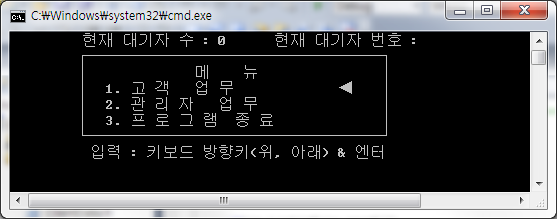 C:₩Windows₩system32₩cmd.exe
현재 대기자 수 : 0 현재 대기자 번호 :
메 뉴
1. 고 객 업 무 ◀
2. 관 리 자 업 무
3. 프 로 그 램 종 료
입력 : 키보드 방향키(위, 아래) & 엔터